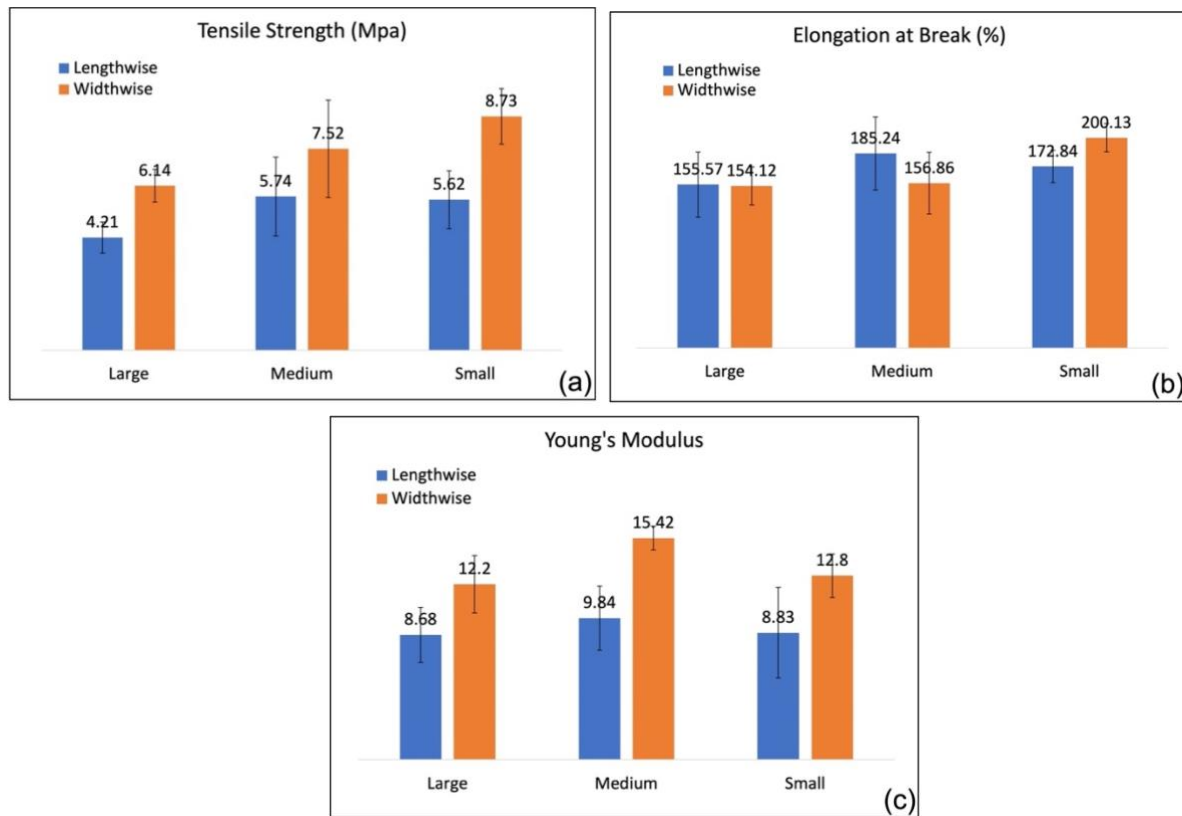 Tensile Strength (Mpa)
Lengthwise
Widthwise
4.21
6.14
5.74
7.52
5.62
8.73
Large
Medium
Small
(a)
Elongation at Break (%)
Lengthwise
Widthwise
155.57
154.12
185.24
156.86
172.84
200.13
Large
Medium
Small
(b)
Young's Modulus
Lengthwise
Widthwise
8.68
12.2
9.84
15.42
8.83
12.8
Large
Medium
Small
(c)